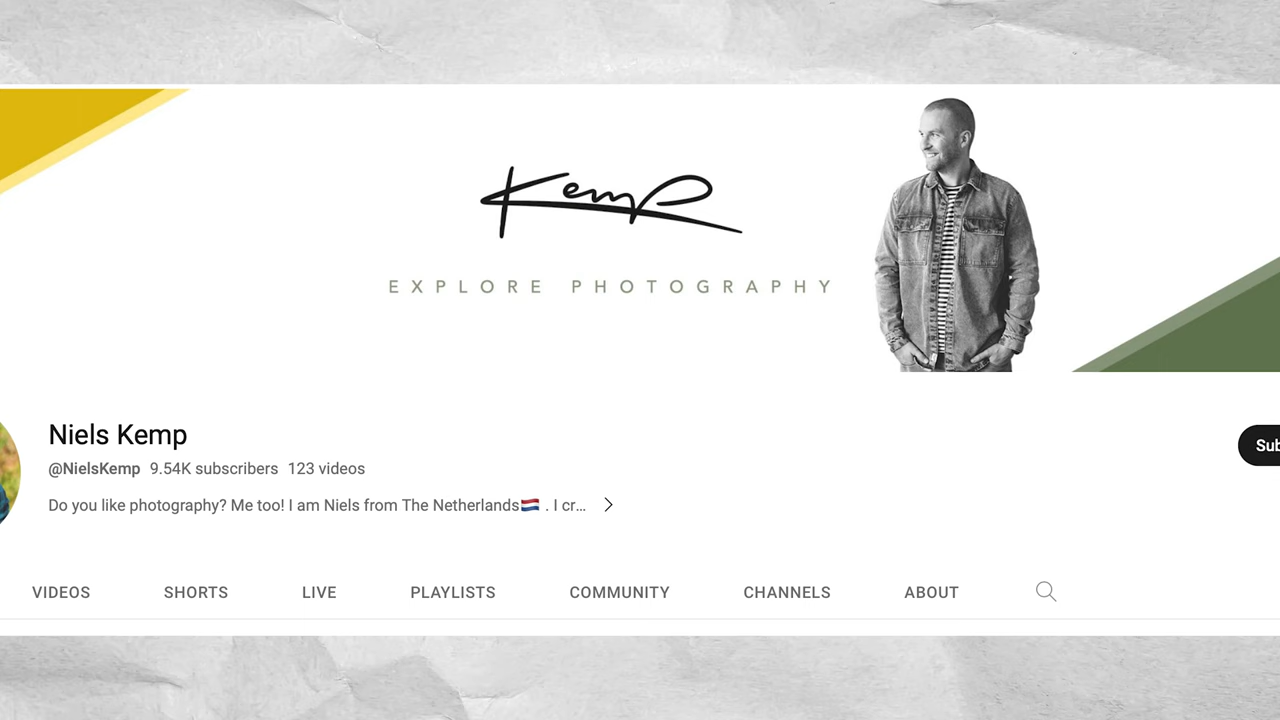 Kemp
EXPLORE PHOTOGRAPHY
Niels Kemp
@NielsKemp 9.54K subscribers 123 videos
Sub
Do you like photography? Me too! I am Niels from The Netherlands🇳🇱 . I cr...
VIDEOS SHORTS LIVE PLAYLISTS COMMUNITY CHANNELS ABOUT